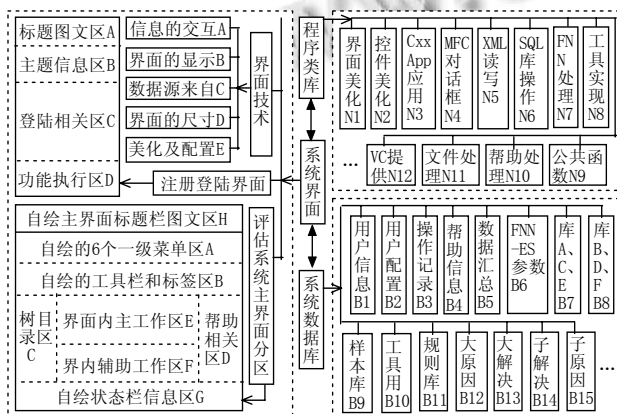 标题图文区A
主题信息区B
登陆相关区C
功能执行区D
信息的交互A
界面的显示B
数据源来自C
界面的尺寸D
美化及配置E
界面技术
注册登陆界面
自绘主界面标题栏图文区H
自绘的6个一级菜单区A
自绘的工具栏和标签区B
树目录区C
界面内主工作区E
界内辅助工作区F
帮助相关区D
自绘状态栏信息区G
评估系统主界面分区
程序类库
系统界面
系统数据库
界面美化N1
控件美化N2
CxxApp应用N3
MFC对话框N4
XML读写N5
SQL库操作N6
FNN处理N7
工具实现N8
...
VC提供N12
文件处理N11
帮助处理N10
公共函数N9
用户信息B1
用户配置B2
操作记录B3
帮助信息B4
数据汇总B5
FNN-ES参数B6
库A、C、E B7
库B、D、F B8
样本库B9
工具用B10
规则库B11
大原因B12
大解决B13
子解决B14
子原因B15
...